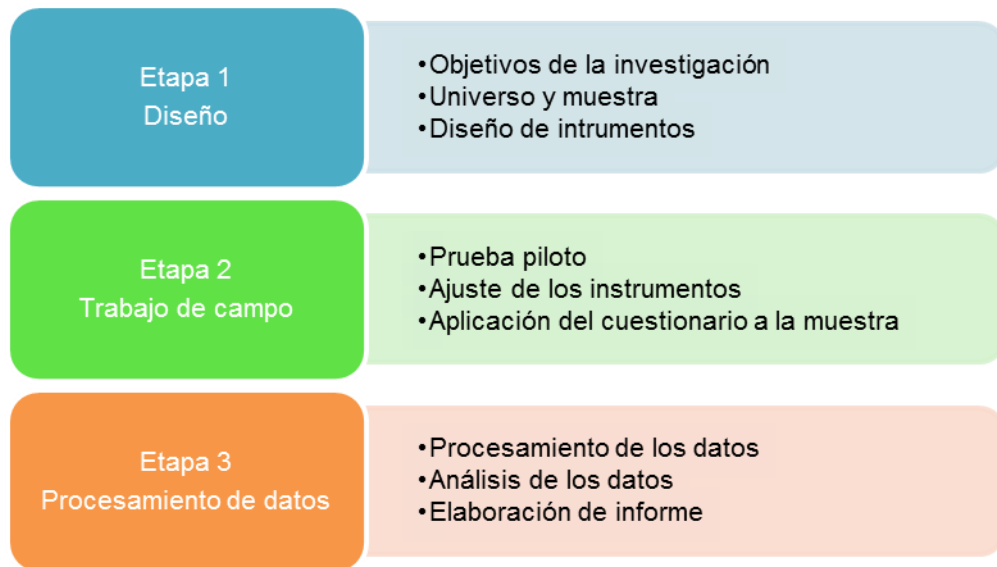 Etapa 1
Diseño
•Objetivos de la investigación
•Universo y muestra
•Diseño de intrumentos
Etapa 2
Trabajo de campo
•Prueba piloto
•Ajuste de los instrumentos
•Aplicación del cuestionario a la muestra
Etapa 3
Procesamiento de datos
•Procesamiento de los datos
•Análisis de los datos
•Elaboración de informe